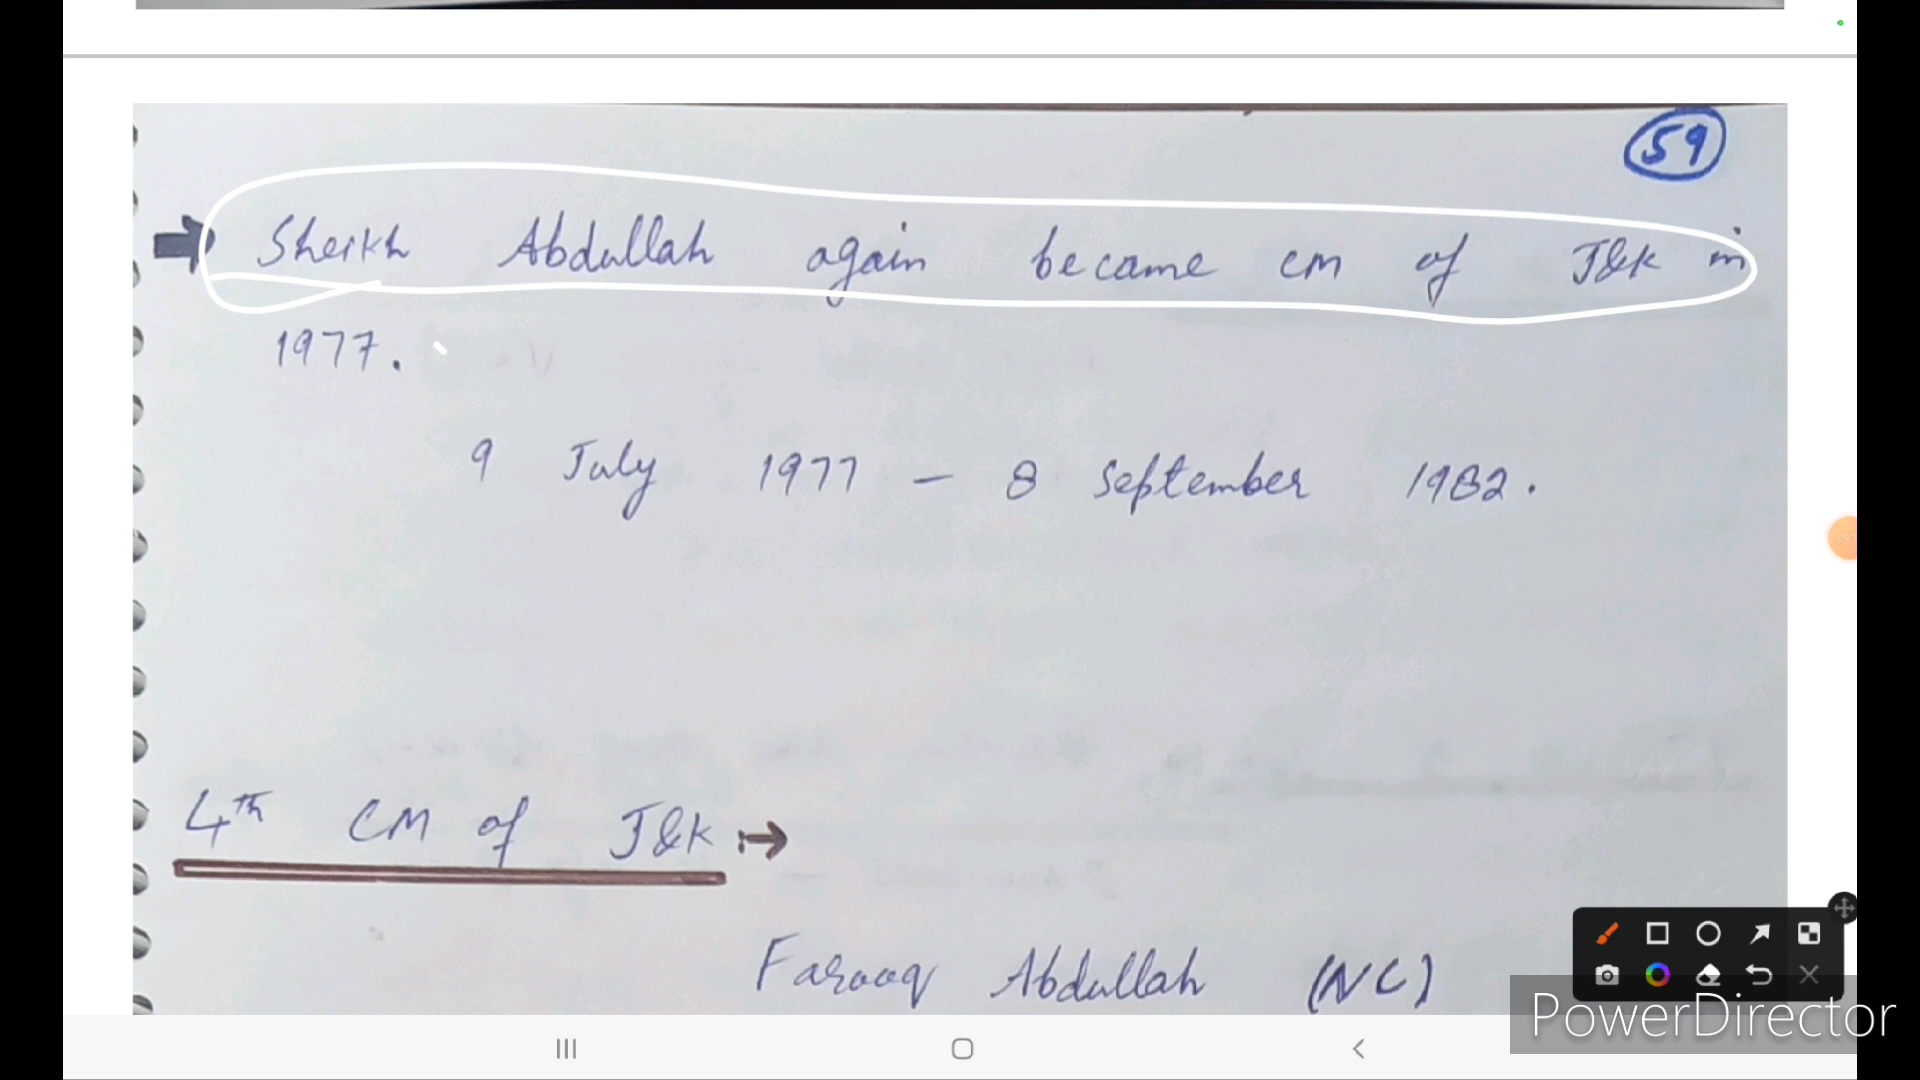 59
Sheikh Abdullah again became CM of J&K in
1977.
9 July 1977 - 8 September 1982.
4th CM of J&K
Farooq Abdullah (NC)
PowerDirector